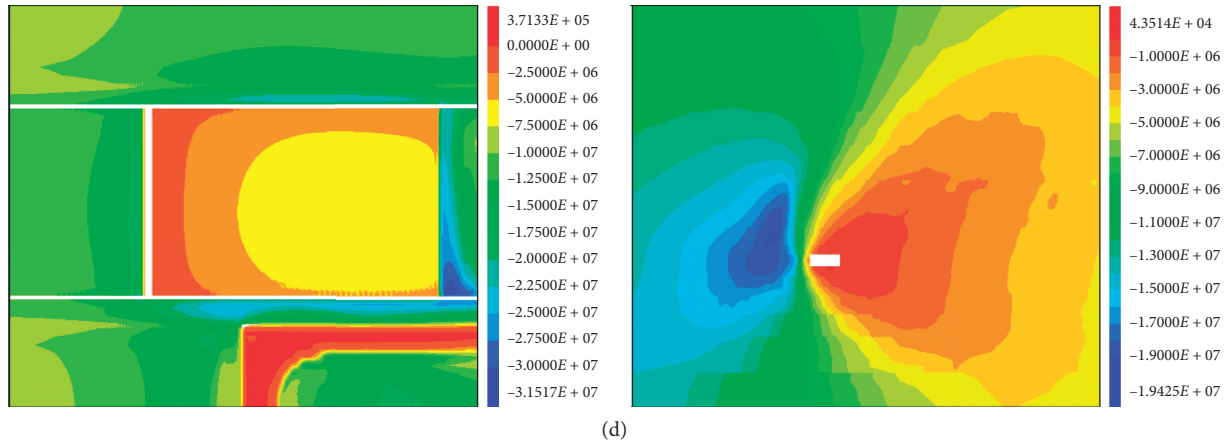 3.7133E + 05
0.0000E + 00
–2.5000E + 06
–5.0000E + 06
–7.5000E + 06
–1.0000E + 07
–1.2500E + 07
–1.5000E + 07
–1.7500E + 07
–2.0000E + 07
–2.2500E + 07
–2.5000E + 07
–2.7500E + 07
–3.0000E + 07
–3.1517E + 07
4.3514E + 04
–1.0000E + 06
–3.0000E + 06
–5.0000E + 06
–7.0000E + 06
–9.0000E + 06
–1.1000E + 07
–1.3000E + 07
–1.5000E + 07
–1.7000E + 07
–1.9000E + 07
–1.9425E + 07
(d)